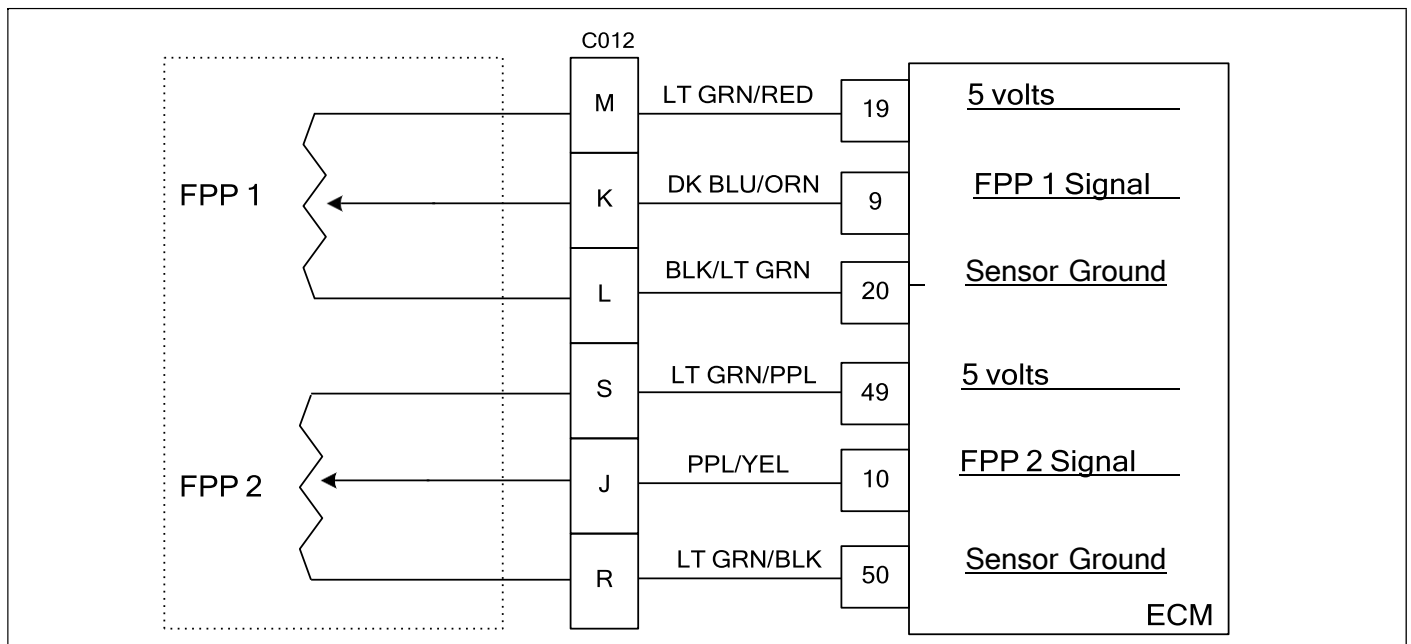 C012
M LT GRN/RED 19 5 volts
FPP 1 K DK BLU/ORN 9 FPP 1 Signal
L BLK/LT GRN 20 Sensor Ground
S LT GRN/PPL 49 5 volts
FPP 2 J PPL/YEL 10 FPP 2 Signal
R LT GRN/BLK 50 Sensor Ground
ECM